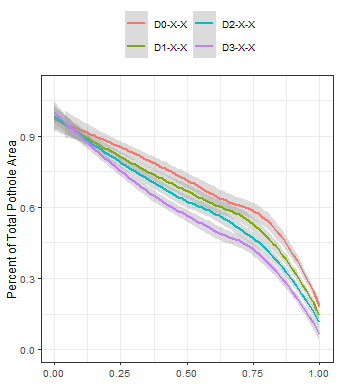 D0-X-X
D2-X-X
D1-X-X
D3-X-X
Percent of Total Pothole Area
0.9
0.6
0.3
0.0
0.00 0.25 0.50 0.75 1.00